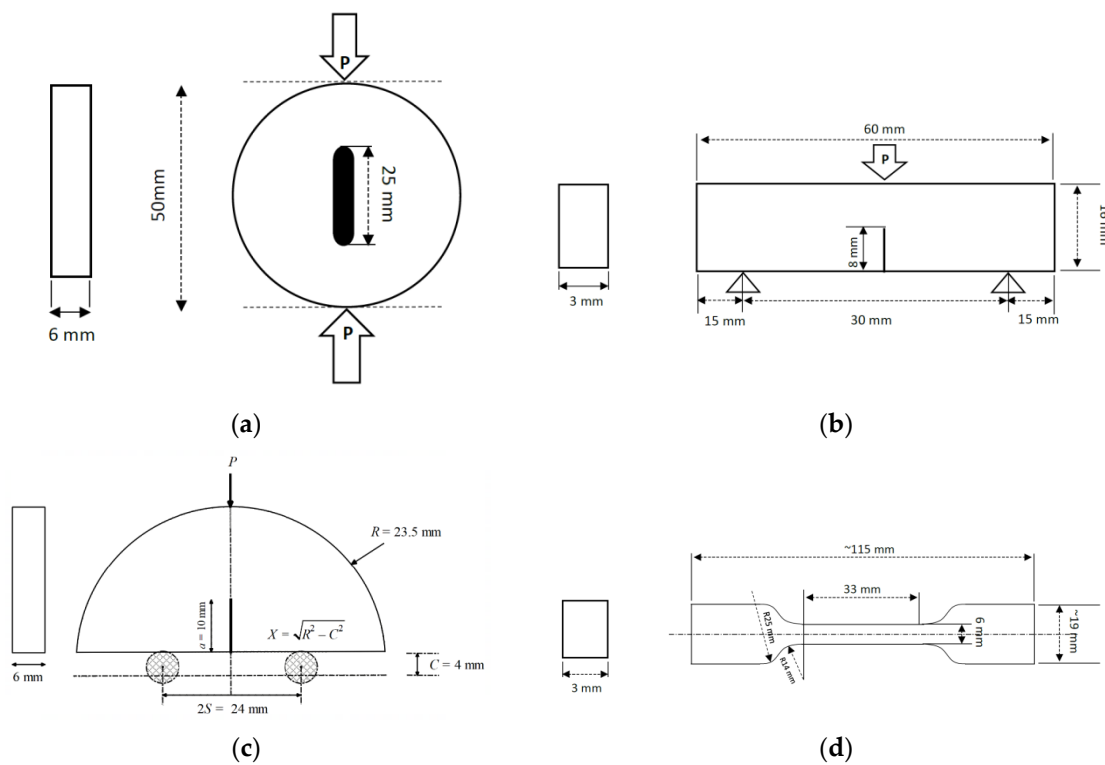 P
50mm
25 mm
6 mm
P
(a)
60 mm
P
8 mm
3 mm
15 mm
30 mm
15 mm
(b)
P
R = 23.5 mm
a = 10 mm
X = √R² − C²
C = 4 mm
6 mm
2S = 24 mm
(c)
~115 mm
33 mm
R25 mm
R14 mm
6 mm
~19 mm
3 mm
(d)